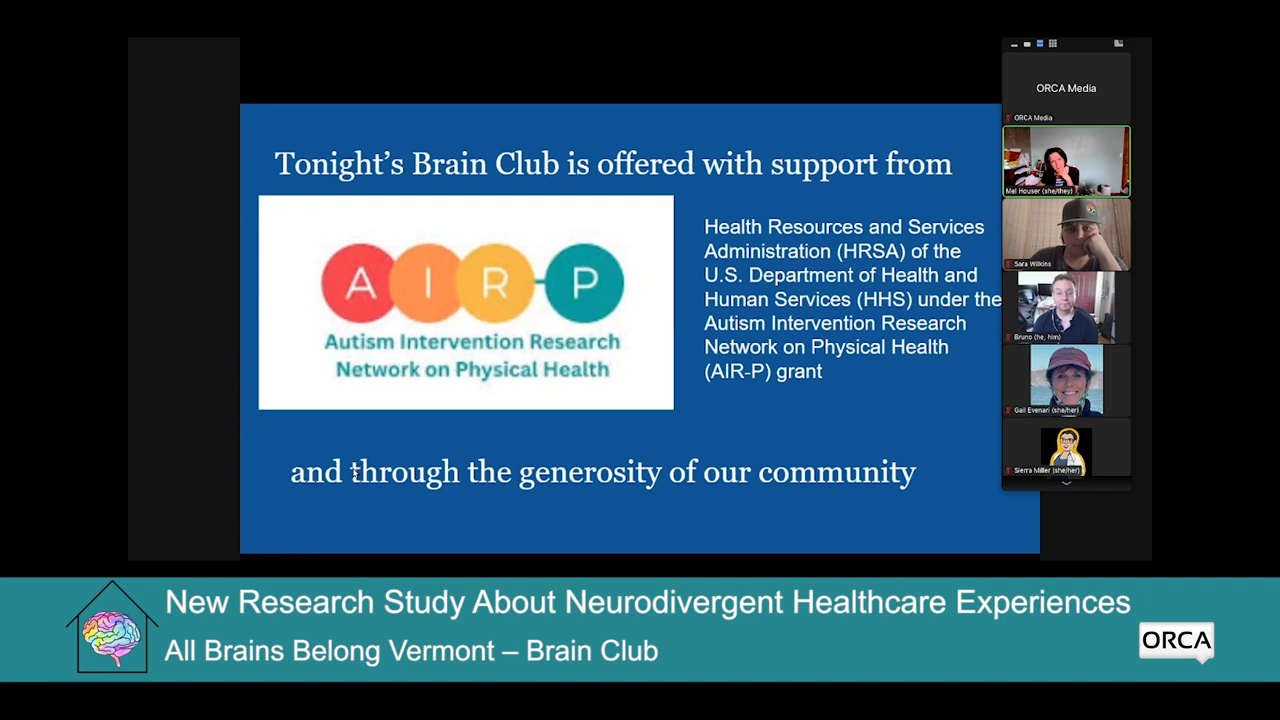 Tonight's Brain Club is offered with support from
A I R - P
Autism Intervention Research
Network on Physical Health
Health Resources and Services
Administration (HRSA) of the
U.S. Department of Health and
Human Services (HHS) under the
Autism Intervention Research
Network on Physical Health
(AIR-P) grant
and through the generosity of our community
ORCA Media
ORCA Media
Mel Houser (she/they)
Sara Wilkins
Bruno (he, him)
Gail Evenari (she/her)
Sierra Miller (she/her)
New Research Study About Neurodivergent Healthcare Experiences
All Brains Belong Vermont – Brain Club
ORCA